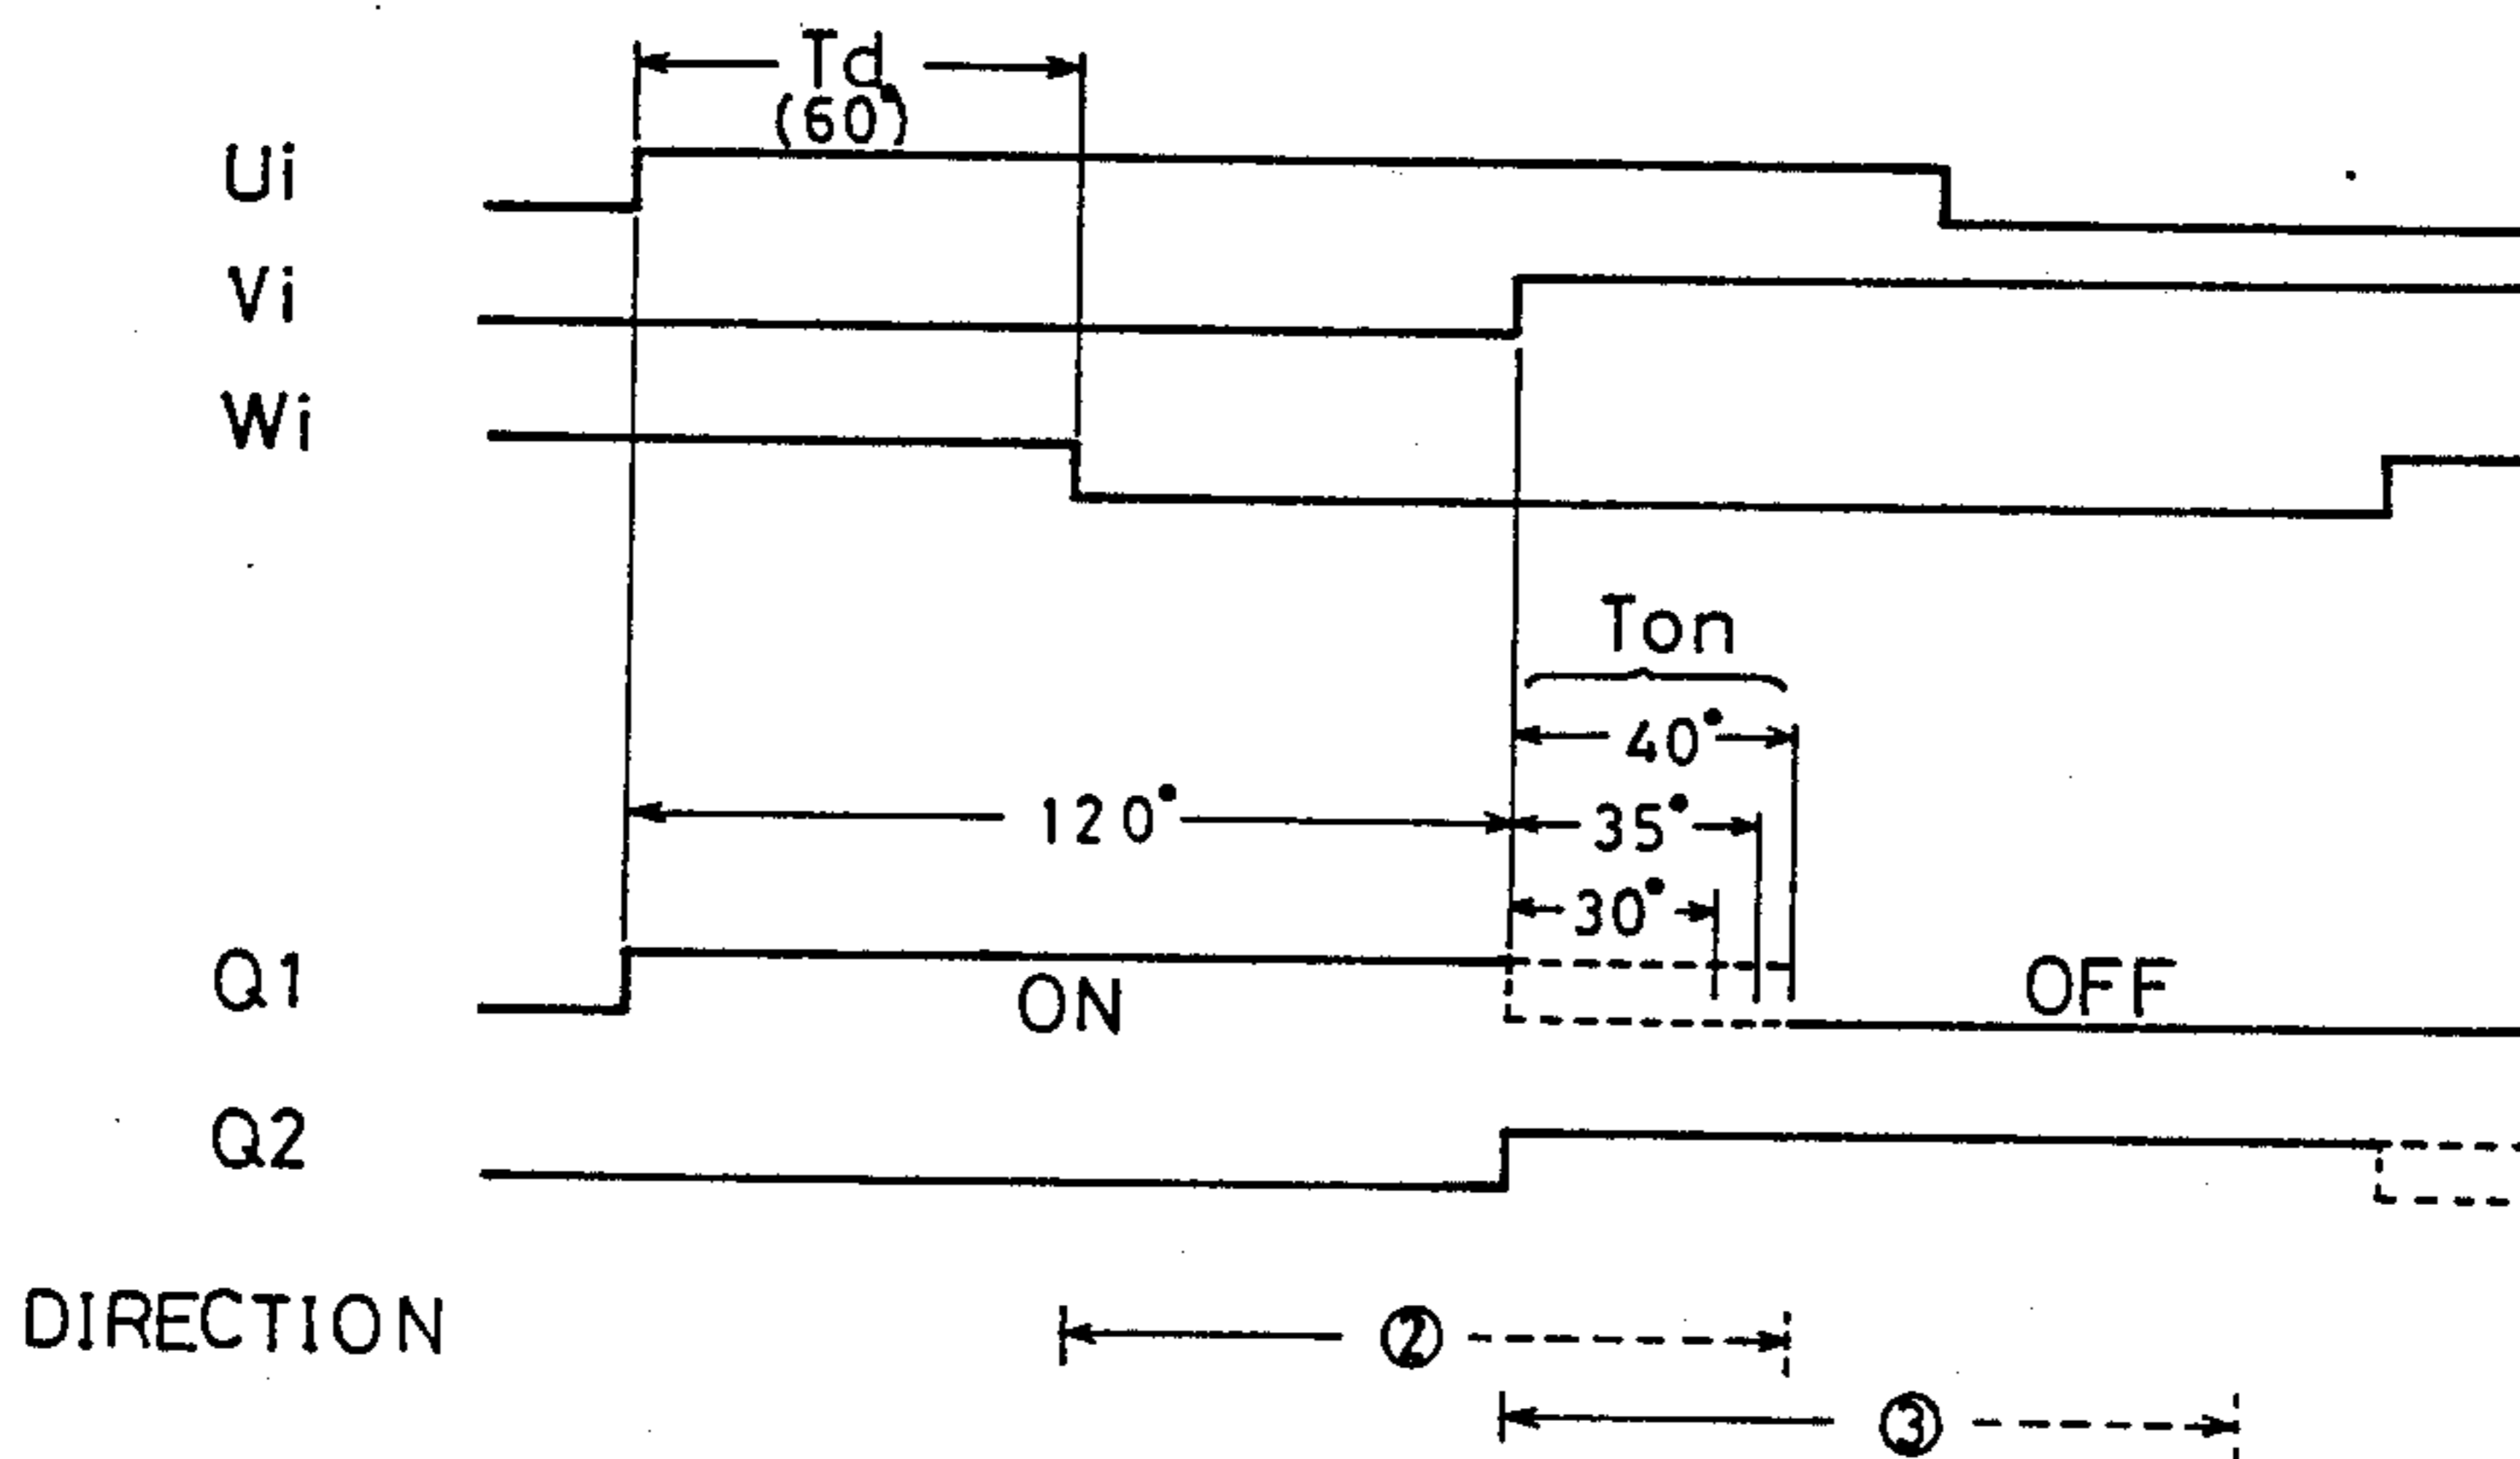 Td
(60)
Ui
Vi
Wi
Ton
40°
120°
35°
30°
Q1
ON
OFF
Q2
DIRECTION
②
③